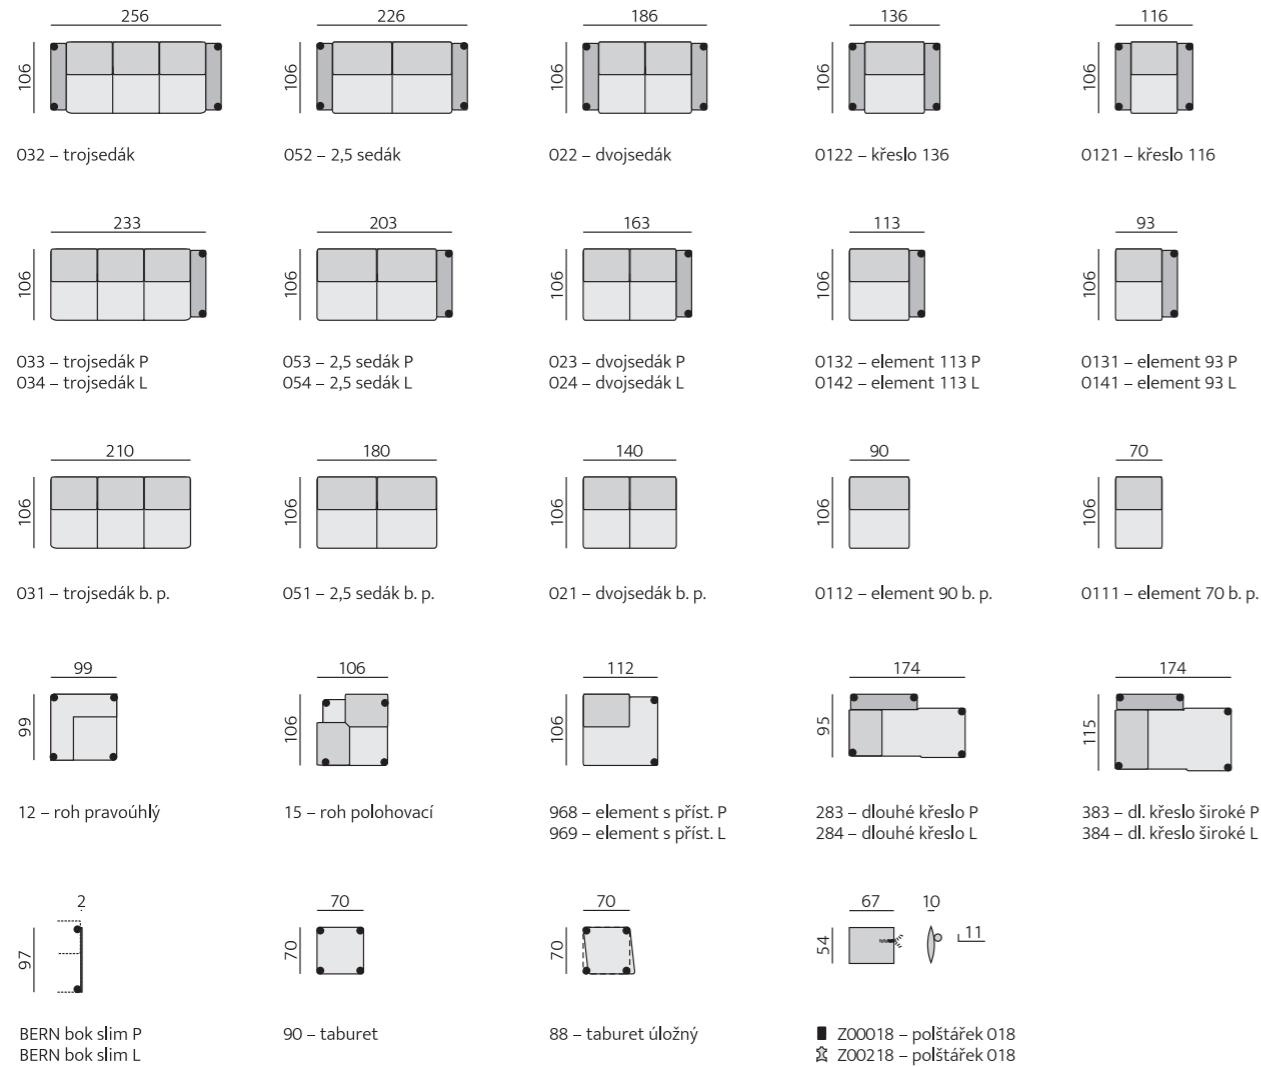 256
226
186
136
116
106
106
106
106
106
032 – trojsedák
052 – 2,5 sedák
022 – dvojsedák
0122 – křeslo 136
0121 – křeslo 116
233
203
163
113
93
106
106
106
106
106
033 – trojsedák P
034 – trojsedák L
053 – 2,5 sedák P
054 – 2,5 sedák L
023 – dvojsedák P
024 – dvojsedák L
0132 – element 113 P
0142 – element 113 L
0131 – element 93 P
0141 – element 93 L
210
180
140
90
70
106
106
106
106
106
031 – trojsedák b. p.
051 – 2,5 sedák b. p.
021 – dvojsedák b. p.
0112 – element 90 b. p.
0111 – element 70 b. p.
99
106
112
174
174
99
106
106
95
115
12 – roh pravoúhlý
15 – roh polohovací
968 – element s příst. P
969 – element s příst. L
283 – dlouhé křeslo P
284 – dlouhé křeslo L
383 – dl. křeslo široké P
384 – dl. křeslo široké L
2
70
70
67
10
97
70
70
54
11
BERN bok slim P
BERN bok slim L
90 – taburet
88 – taburet úložný
Z00018 – polštářek 018
Z00218 – polštářek 018